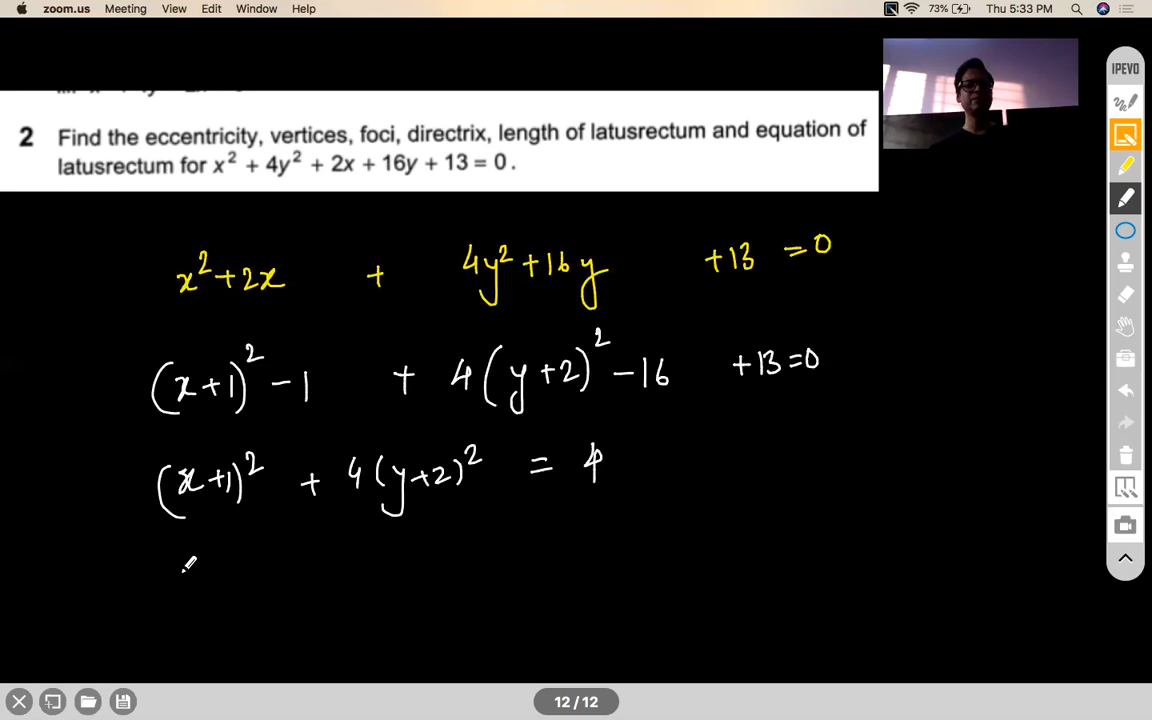 zoom.us Meeting View Edit Window Help 73% Thu 5:33 PM
IPEVO
2 Find the eccentricity, vertices, foci, directrix, length of latusrectum and equation of
latusrectum for x² + 4y² + 2x + 16y + 13 = 0.
x² + 2x + 4y² + 16y + 13 = 0
(x+1)² - 1 + 4(y+2)² - 16 + 13 = 0
(x+1)² + 4(y+2)² = 4
12 / 12